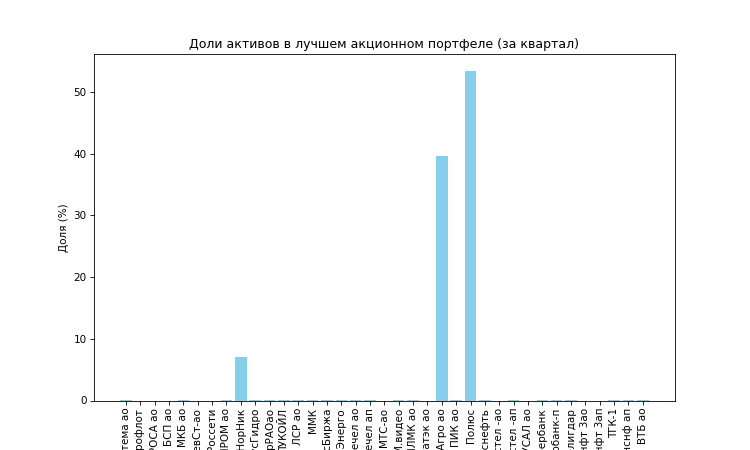 Доли активов в лучшем акционном портфеле (за квартал)
Доля (%)
50
40
30
20
10
0
тема ао
рофлот
РОСА ао
БСП ао
МКБ ао
евСт-ао
Россети
ПРОМ ао
НорНик
сГидро
рРАОао
ЛУКОЙЛ
ЛСР ао
ММК
сБиржа
Энерго
ечел ао
ечел ап
МТС-ао
М.видео
НЛМК ао
атэк ао
Агро ао
ПИК ао
Полюс
снефть
стел -ао
стел -ап
УСАЛ ао
ербанк
рбанк-п
лигдар
нфт 3ао
нфт 3ап
ТГК-1
нснф ап
ВТБ ао